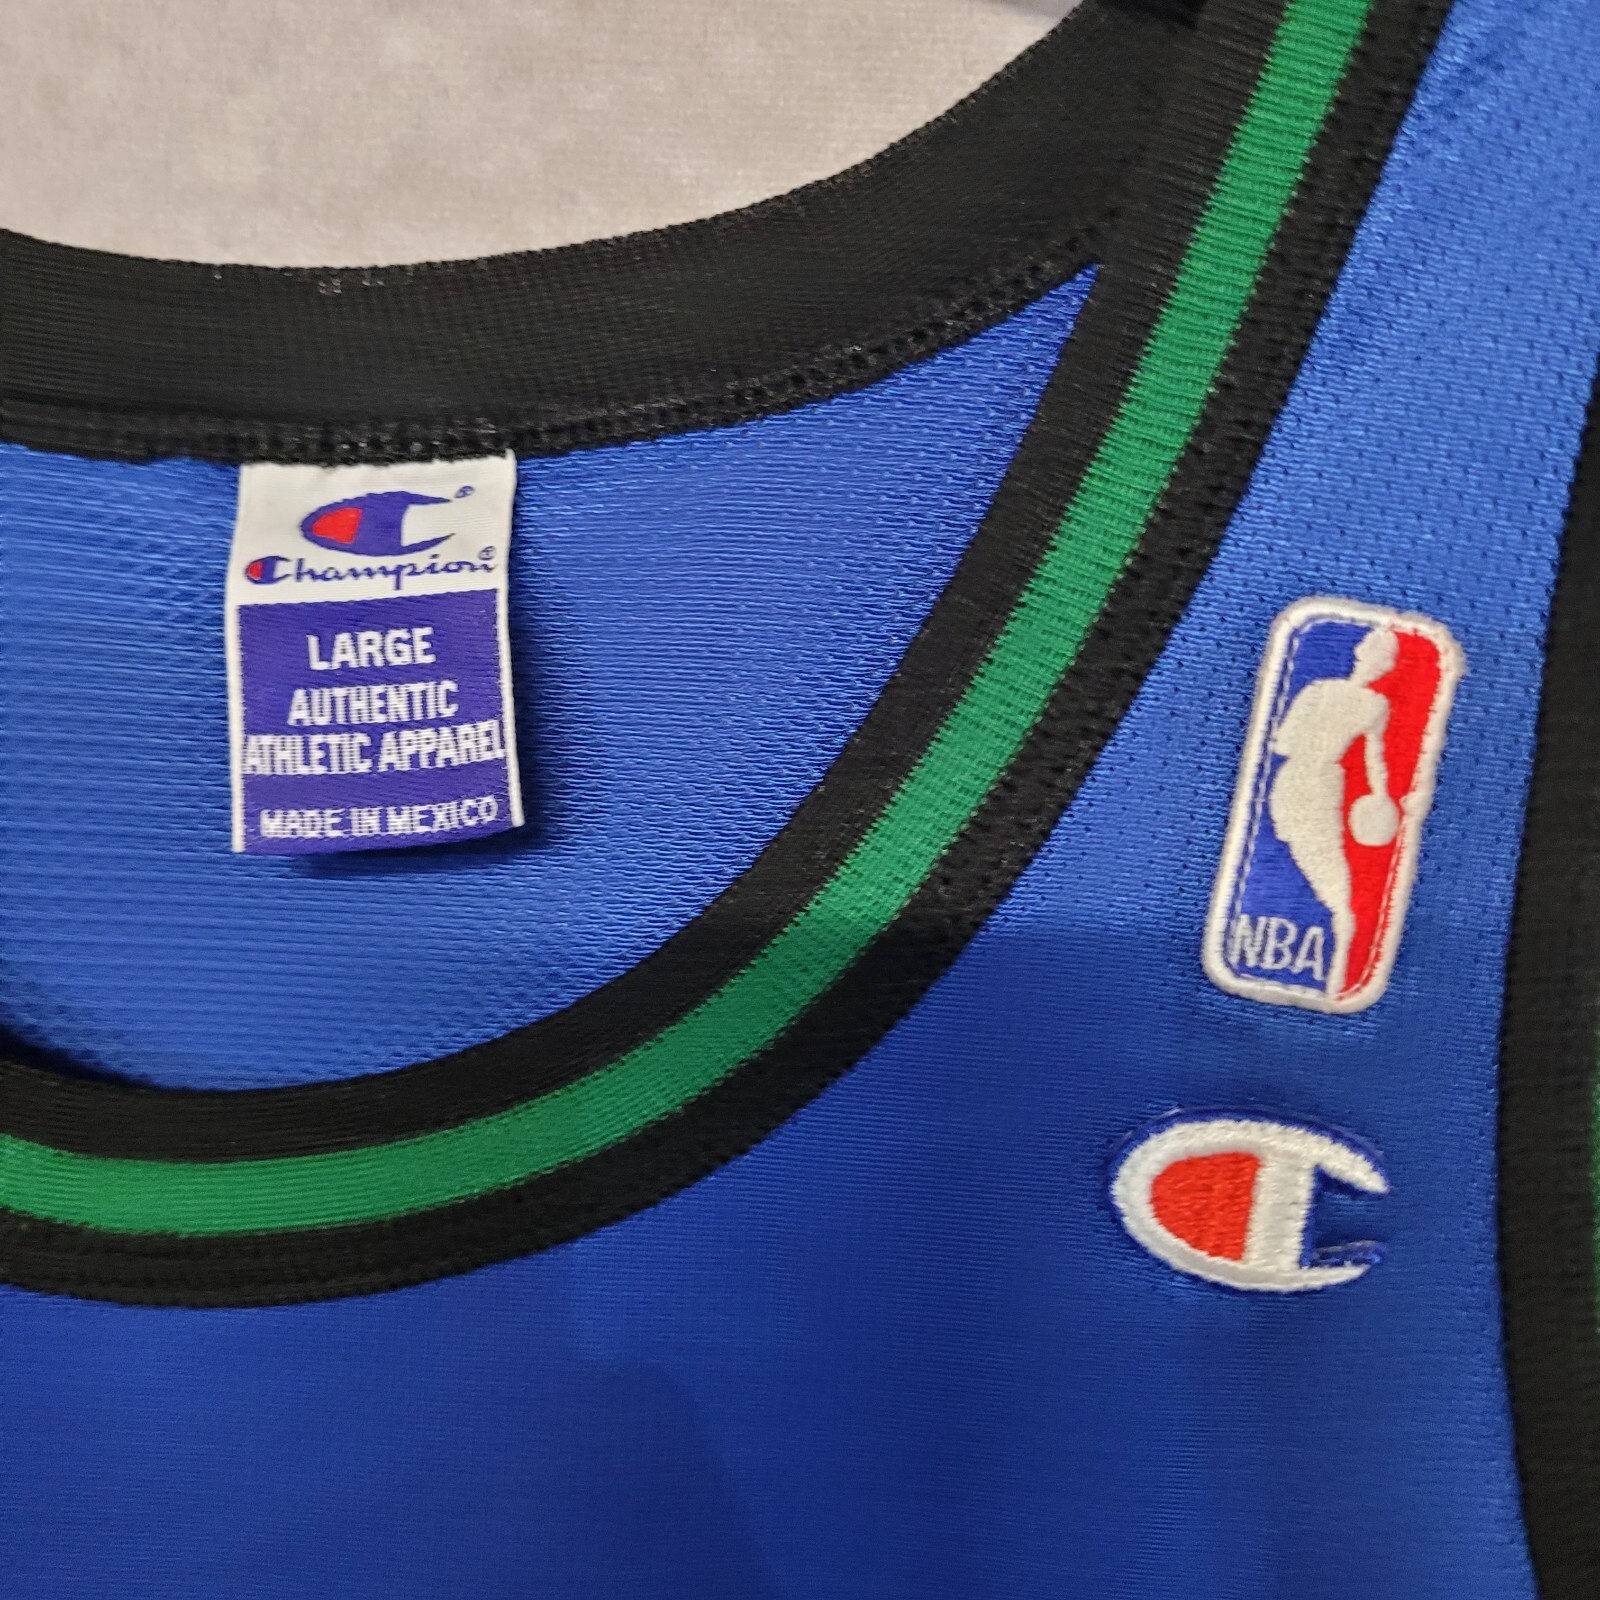 Champion®
LARGE
AUTHENTIC
ATHLETIC APPAREL
MADE IN MEXICO
NBA